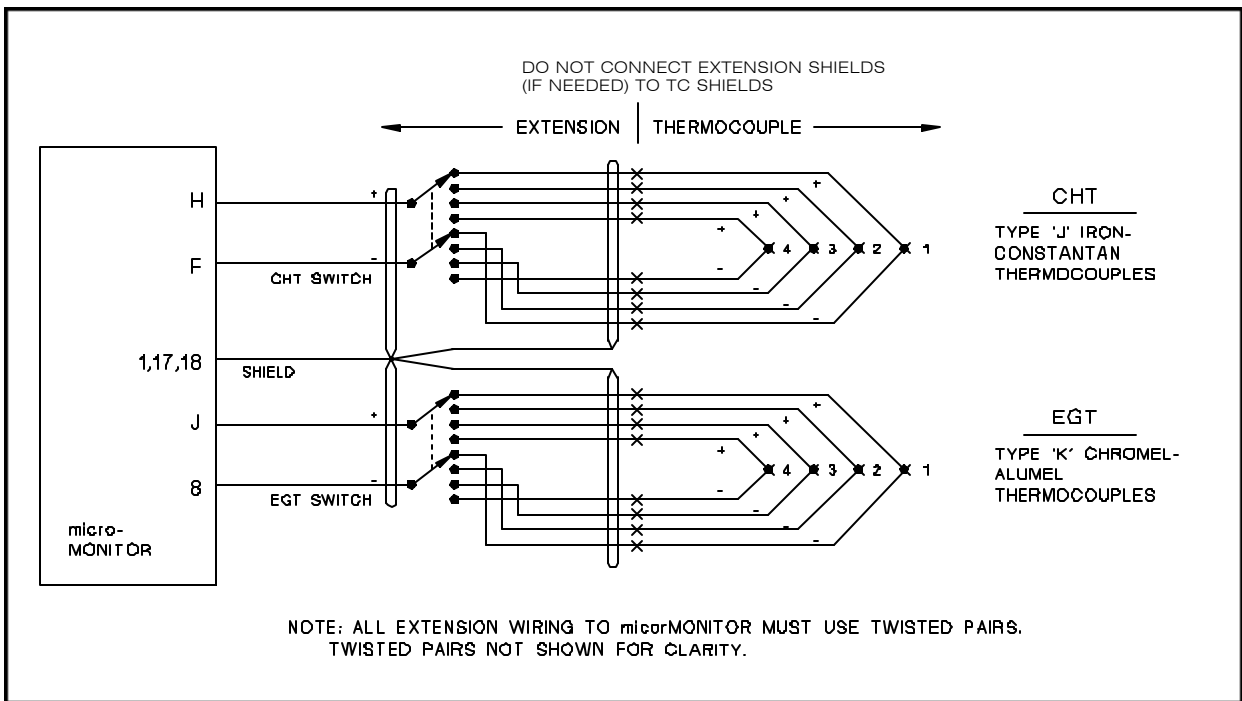 DO NOT CONNECT EXTENSION SHIELDS
(IF NEEDED) TO TC SHIELDS
EXTENSION
THERMOCOUPLE
H
+
F
-
CHT SWITCH
+
+
+
+
4
3
2
1
-
-
-
-
CHT
TYPE 'J' IRON-
CONSTANTAN
THERMOCOUPLES
1,17,18
SHIELD
J
+
8
-
EGT SWITCH
+
+
+
+
4
3
2
1
-
-
-
-
EGT
TYPE 'K' CHROMEL-
ALUMEL
THERMOCOUPLES
micro-
MONITOR
NOTE: ALL EXTENSION WIRING TO micorMONITOR MUST USE TWISTED PAIRS.
TWISTED PAIRS NOT SHOWN FOR CLARITY.